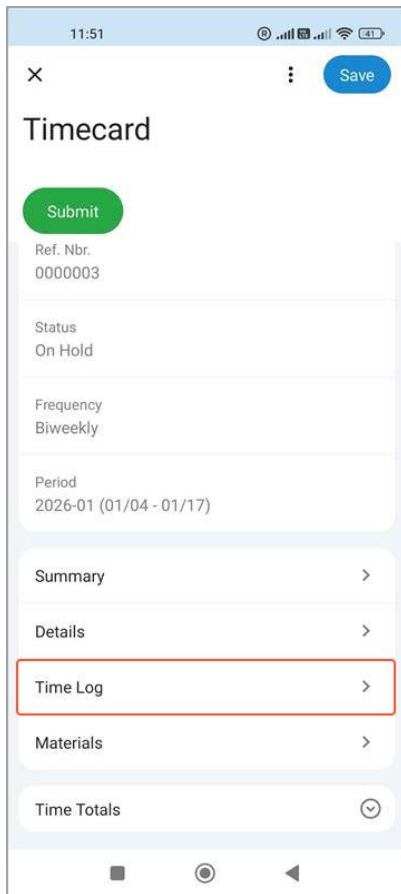 11:51
41
Timecard
Save
Submit
Ref. Nbr.
0000003
Status
On Hold
Frequency
Biweekly
Period
2026-01 (01/04 - 01/17)
Summary
Details
Time Log
Materials
Time Totals